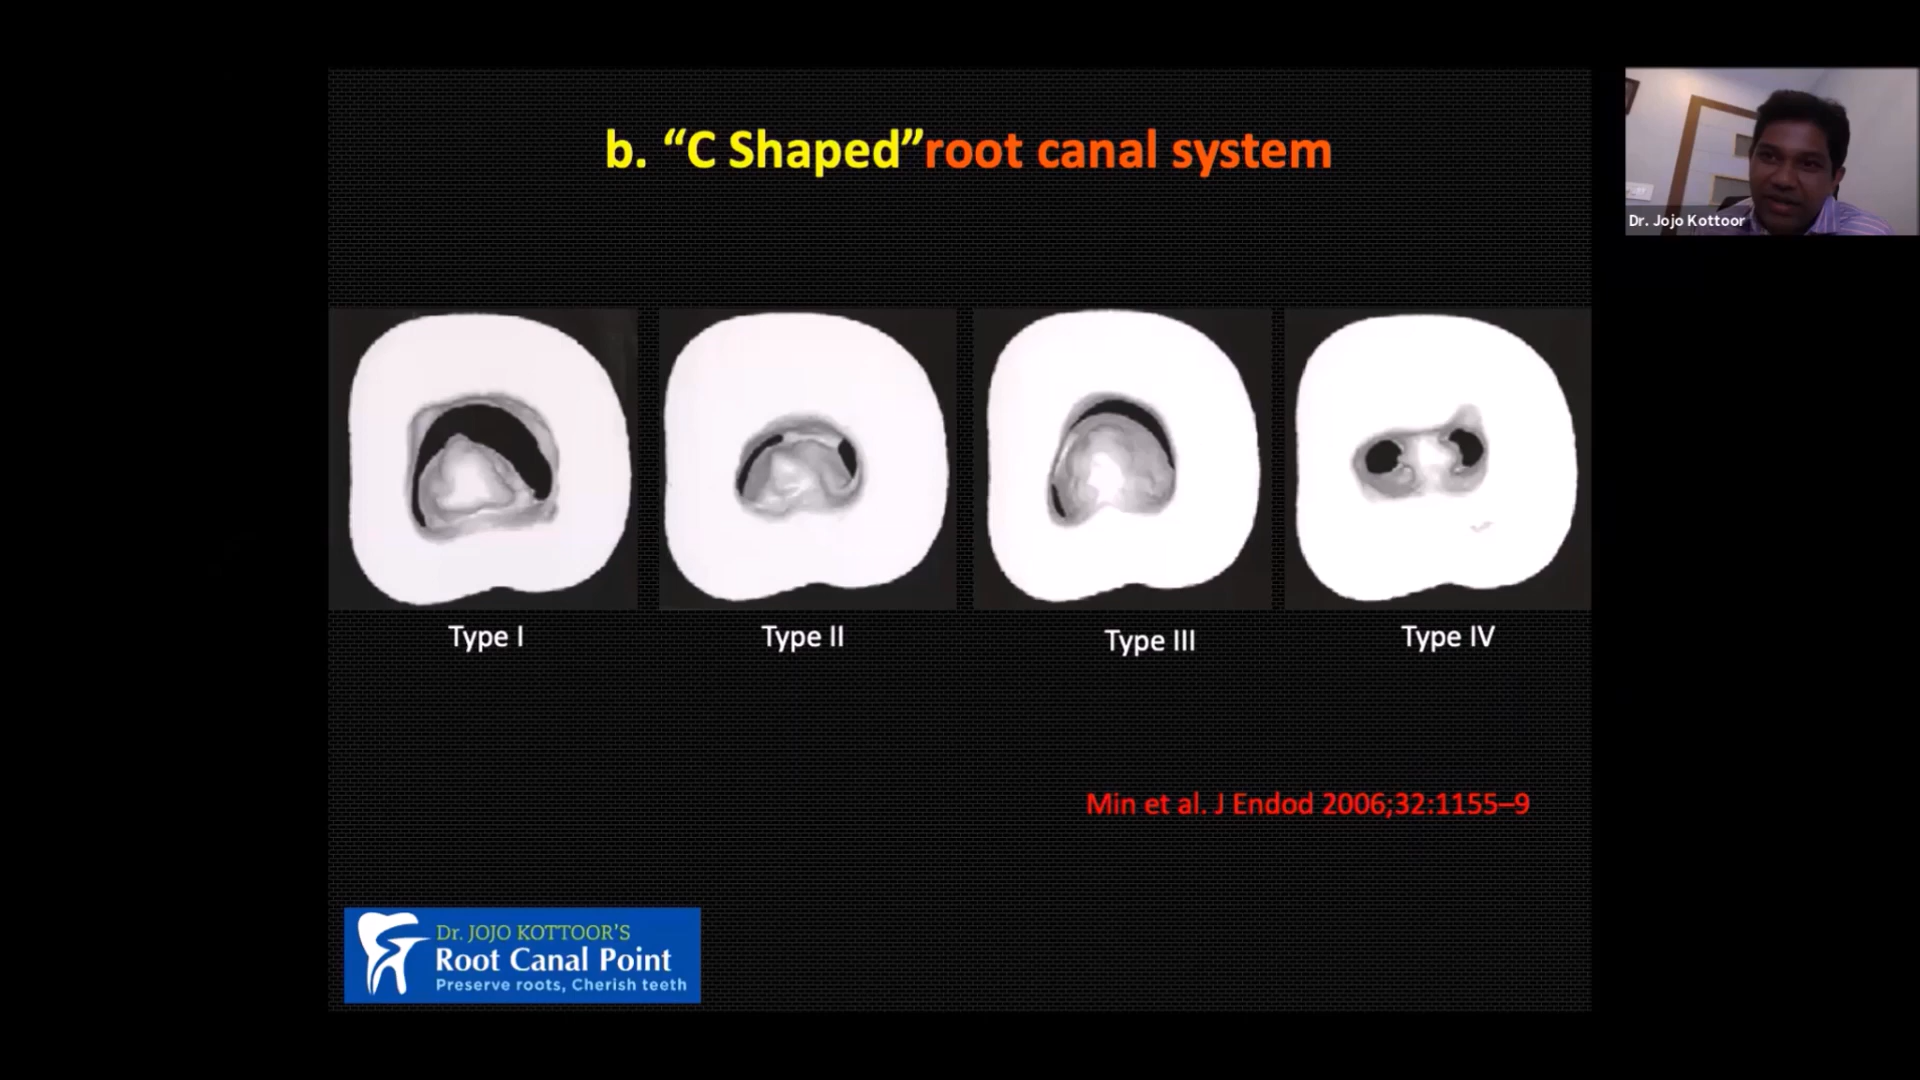 b. “C Shaped”root canal system
Dr. Jojo Kottoor
Type I
Type II
Type III
Type IV
Min et al. J Endod 2006;32:1155–9
Dr. JOJO KOTTOOR'S
Root Canal Point
Preserve roots, Cherish teeth